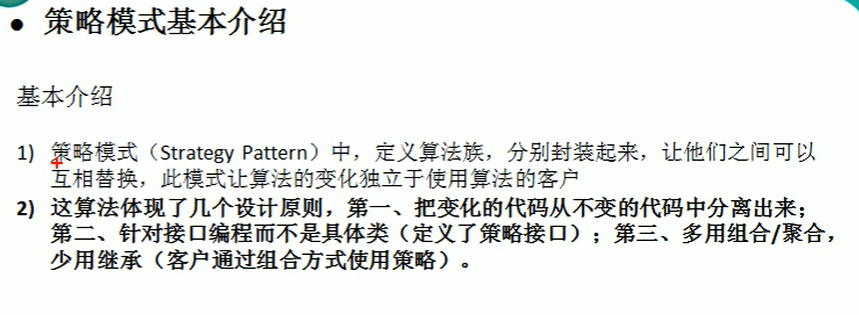 ● 策略模式基本介绍
基本介绍
1) 策略模式（Strategy Pattern）中，定义算法族，分别封装起来，让他们之间可以
互相替换，此模式让算法的变化独立于使用算法的客户
2) 这算法体现了几个设计原则，第一、把变化的代码从不变的代码中分离出来；
第二、针对接口编程而不是具体类（定义了策略接口）；第三、多用组合/聚合，
少用继承（客户通过组合方式使用策略）。